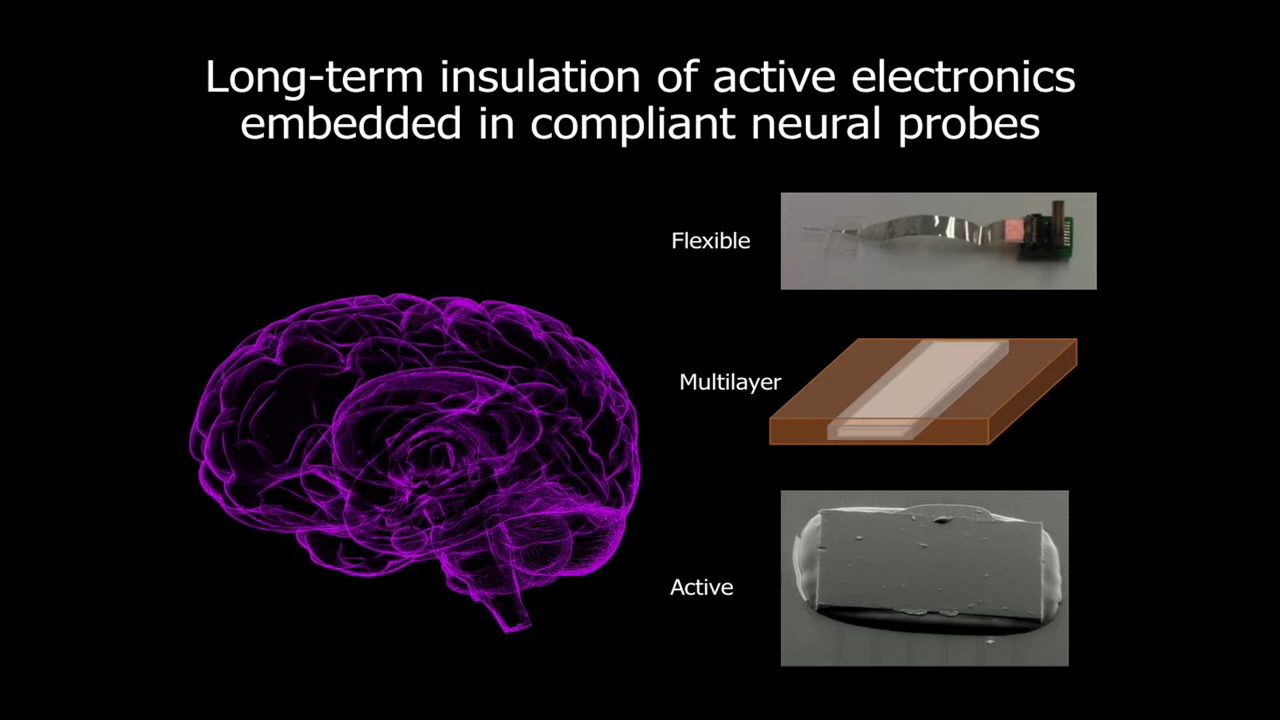 Long-term insulation of active electronics
embedded in compliant neural probes
Flexible
Multilayer
Active